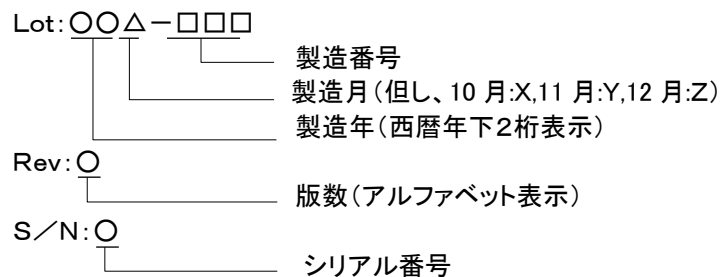 Lot:○○△－□□□
製造番号
製造月（但し、10 月:X,11 月:Y,12 月:Z）
製造年（西暦年下２桁表示）
Rev:○
版数（アルファベット表示）
S／N:○
シリアル番号